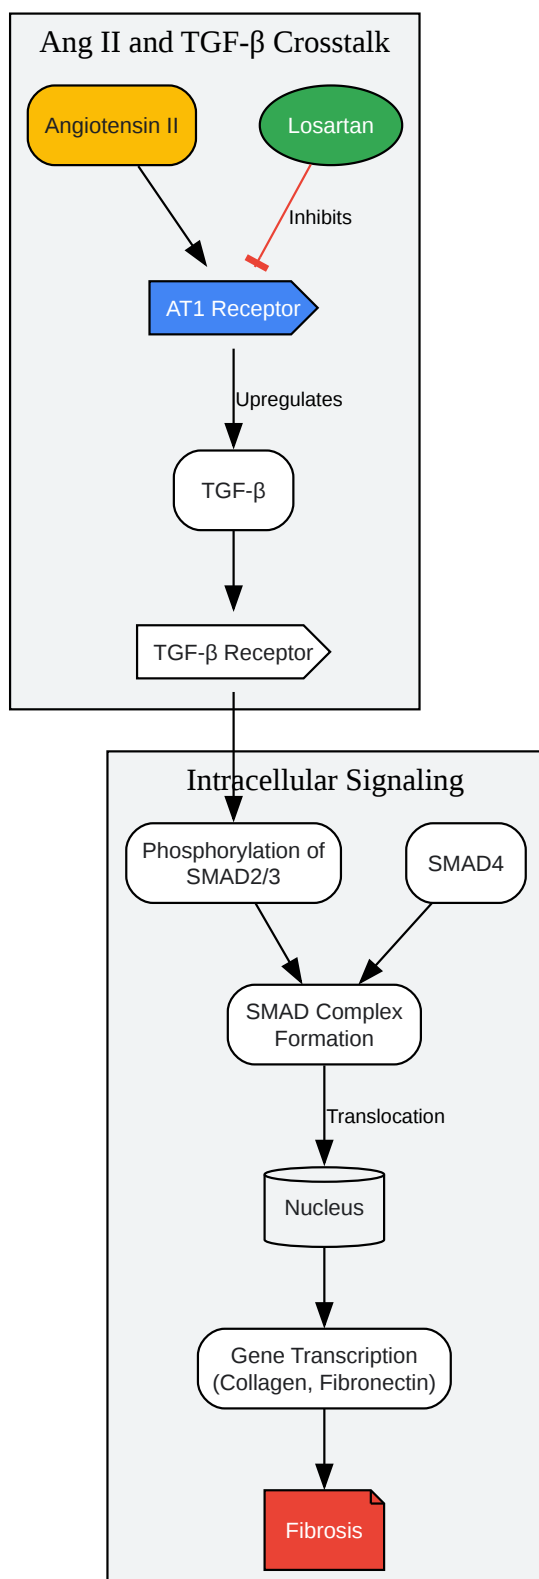 Ang II and TGF-β Crosstalk
Angiotensin II
Losartan
Inhibits
AT1 Receptor
Upregulates
TGF-β
TGF-β Receptor
Intracellular Signaling
Phosphorylation of
SMAD2/3
SMAD4
SMAD Complex
Formation
Translocation
Nucleus
Gene Transcription
(Collagen, Fibronectin)
Fibrosis